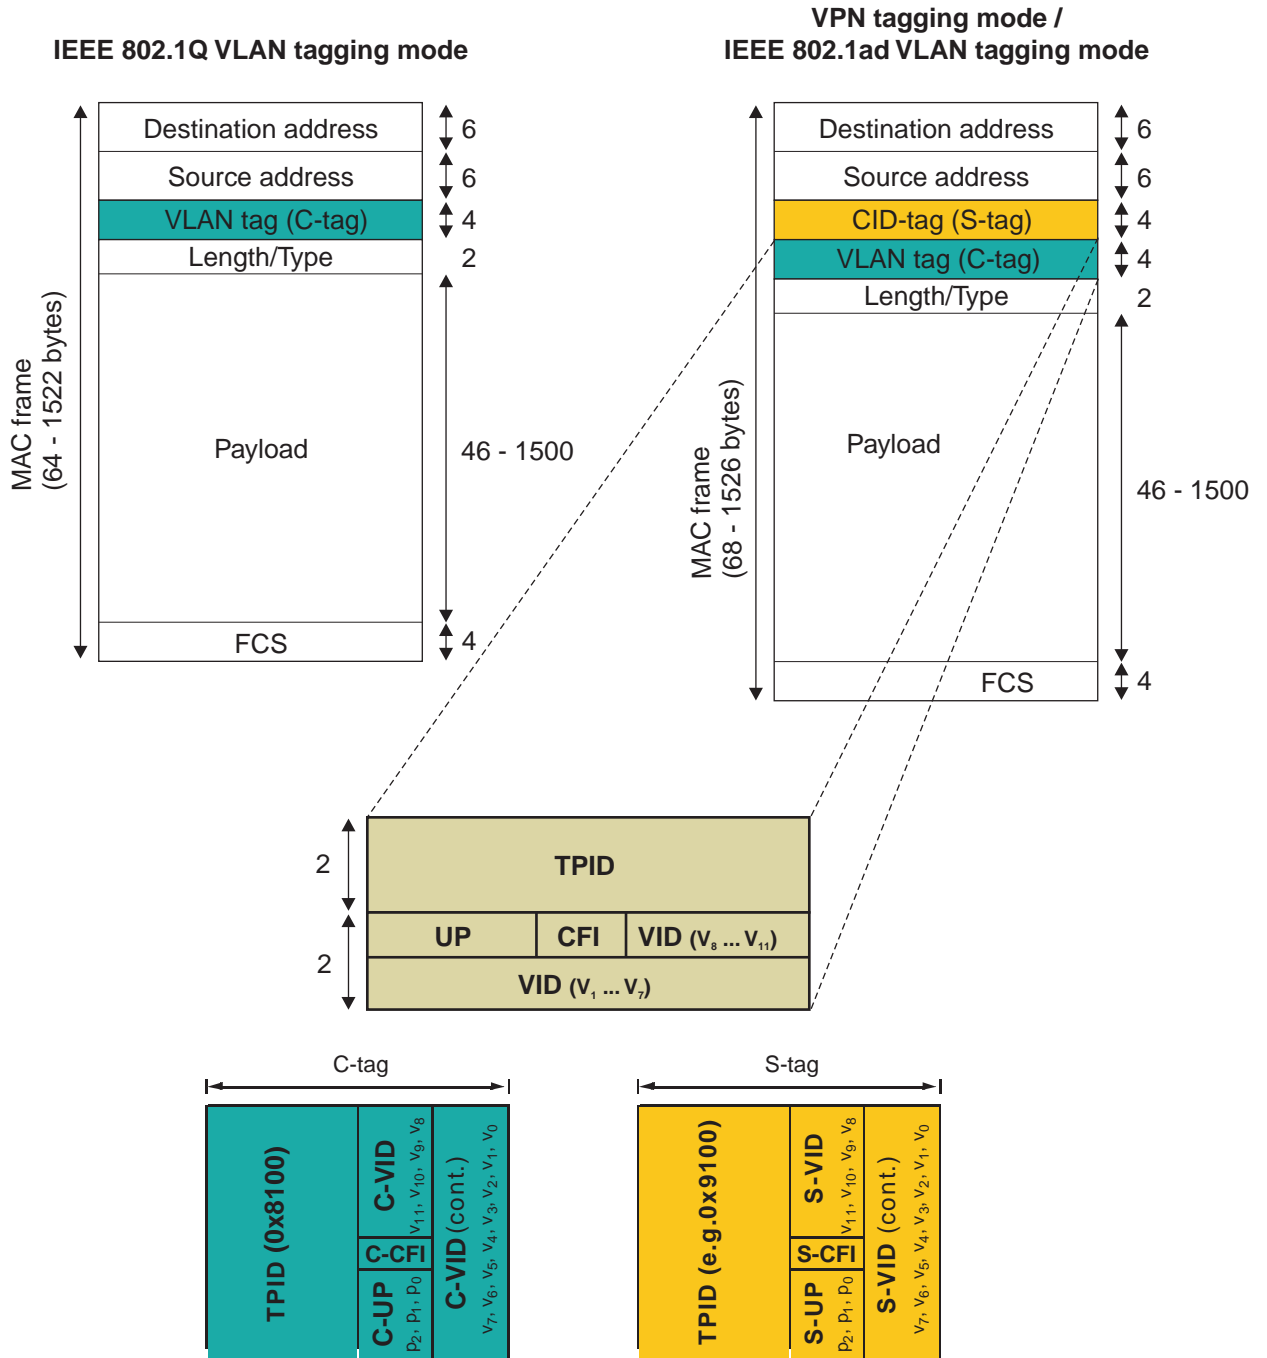 IEEE 802.1Q VLAN tagging mode
VPN tagging mode /
IEEE 802.1ad VLAN tagging mode
MAC frame
(64 - 1522 bytes)
Destination address
6
Source address
6
VLAN tag (C-tag)
4
Length/Type
2
Payload
46 - 1500
FCS
4
MAC frame
(68 - 1526 bytes)
Destination address
6
Source address
6
CID-tag (S-tag)
4
VLAN tag (C-tag)
4
Length/Type
2
Payload
46 - 1500
FCS
4
2
TPID
2
UP
CFI
VID (V₈ ... V₁₁)
VID (V₁ ... V₇)
C-tag
TPID (0x8100)
C-VID
v₁₁, v₁₀, v₉, v₈
C-CFI
C-UP
p₂, p₁, p₀
C-VID (cont.)
v₇, v₆, v₅, v₄, v₃, v₂, v₁, v₀
S-tag
TPID (e.g.0x9100)
S-VID
v₁₁, v₁₀, v₉, v₈
S-CFI
S-UP
p₂, p₁, p₀
S-VID (cont.)
v₇, v₆, v₅, v₄, v₃, v₂, v₁, v₀